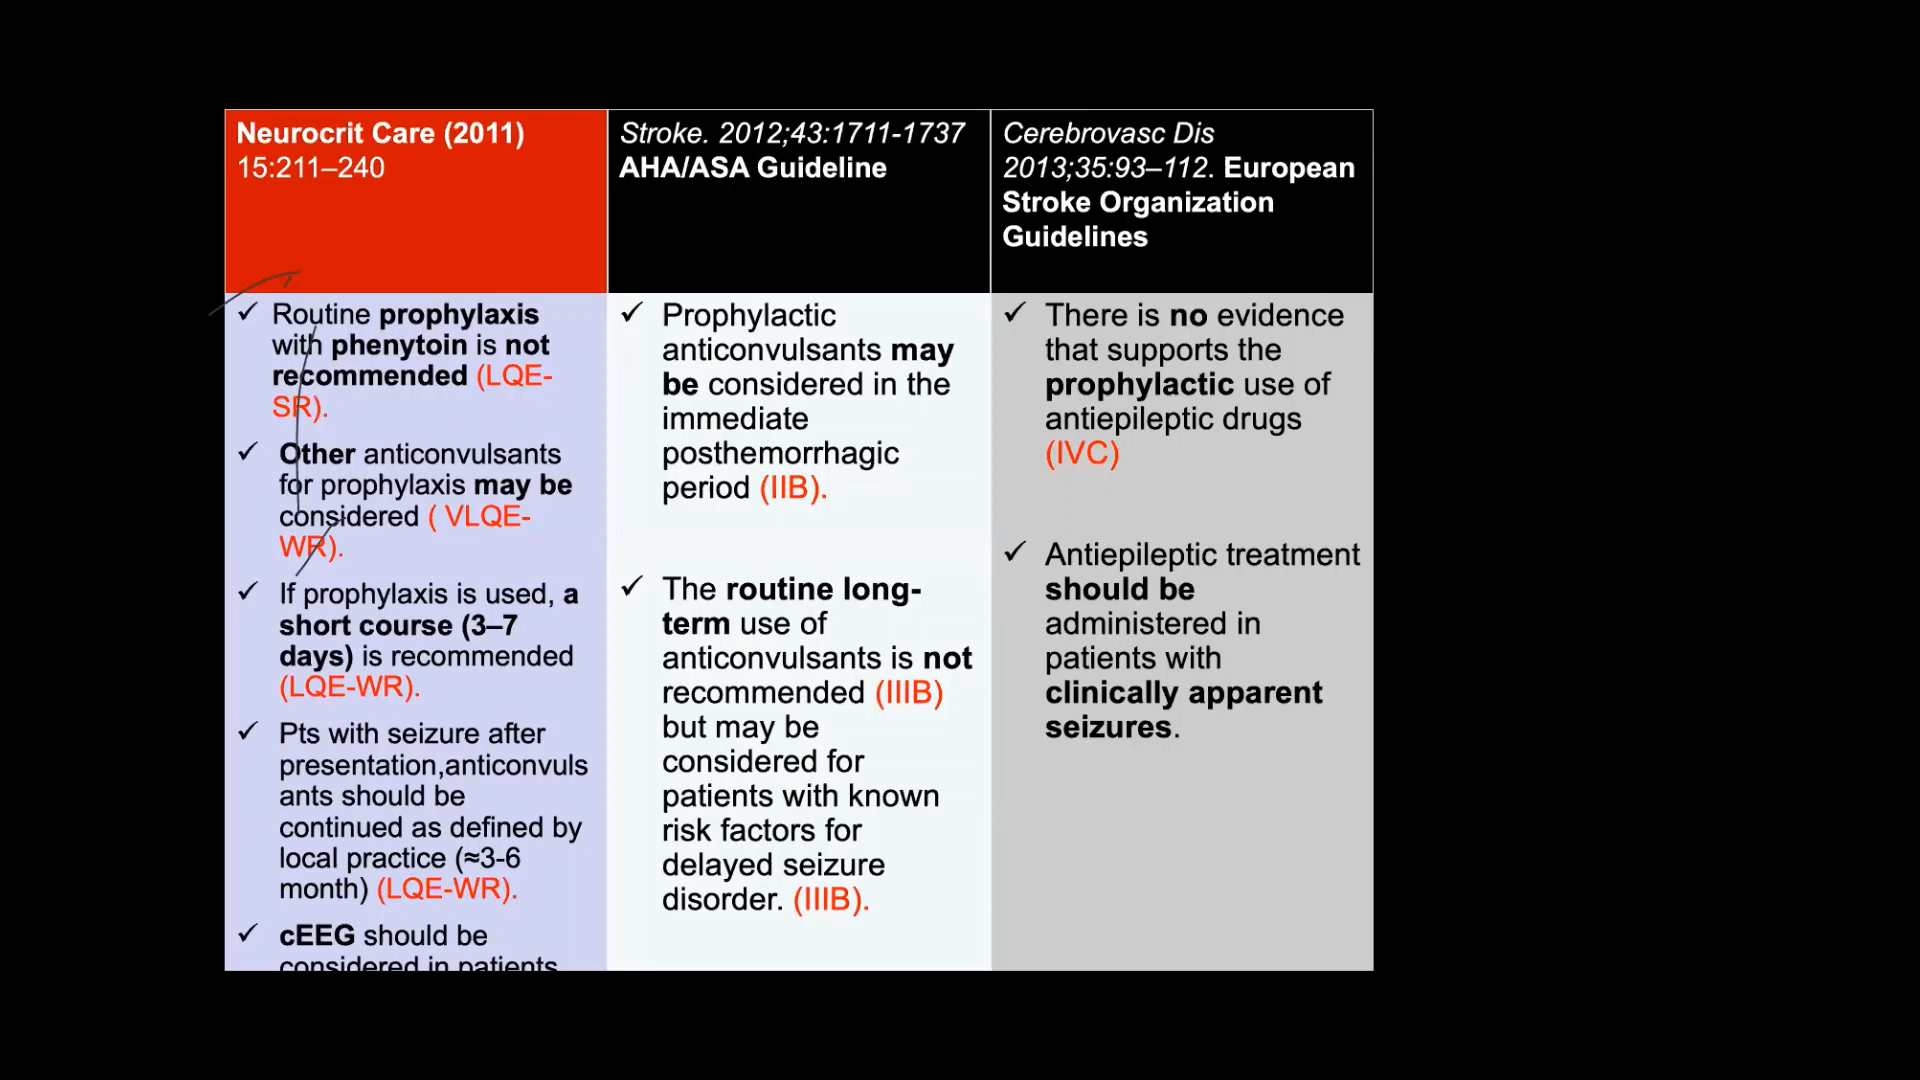 Neurocrit Care (2011)
15:211–240
✓ Routine prophylaxis
with phenytoin is not
recommended (LQE-
SR).
✓ Other anticonvulsants
for prophylaxis may be
considered ( VLQE-
WR).
✓ If prophylaxis is used, a
short course (3–7
days) is recommended
(LQE-WR).
✓ Pts with seizure after
presentation,anticonvuls
ants should be
continued as defined by
local practice (≈3-6
month) (LQE-WR).
✓ cEEG should be
considered in patients
Stroke. 2012;43:1711-1737
AHA/ASA Guideline
✓ Prophylactic
anticonvulsants may
be considered in the
immediate
posthemorrhagic
period (IIB).
✓ The routine long-
term use of
anticonvulsants is not
recommended (IIIB)
but may be
considered for
patients with known
risk factors for
delayed seizure
disorder. (IIIB).
Cerebrovasc Dis
2013;35:93–112. European
Stroke Organization
Guidelines
✓ There is no evidence
that supports the
prophylactic use of
antiepileptic drugs
(IVC)
✓ Antiepileptic treatment
should be
administered in
patients with
clinically apparent
seizures.